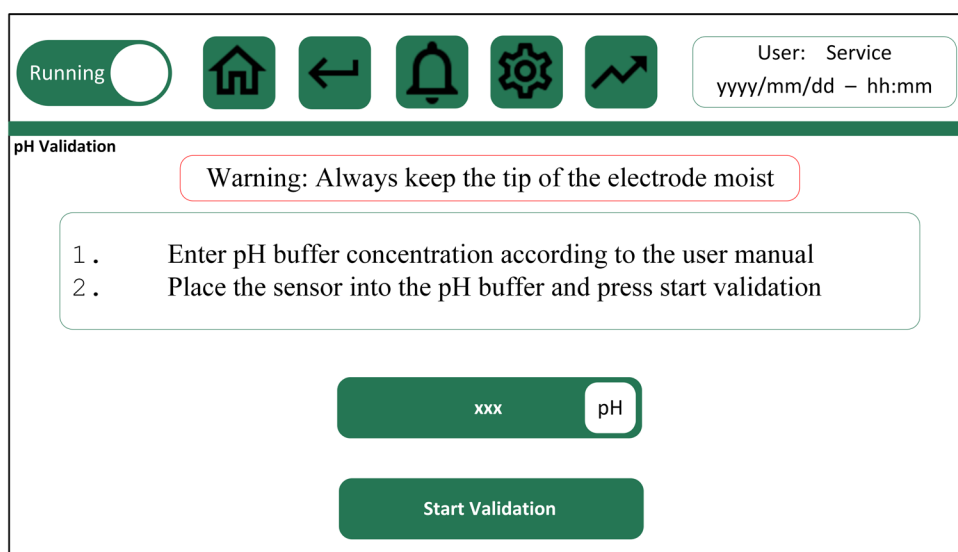 Running
User: Service
yyyy/mm/dd – hh:mm
pH Validation
Warning: Always keep the tip of the electrode moist
1. Enter pH buffer concentration according to the user manual
2. Place the sensor into the pH buffer and press start validation
xxx pH
Start Validation